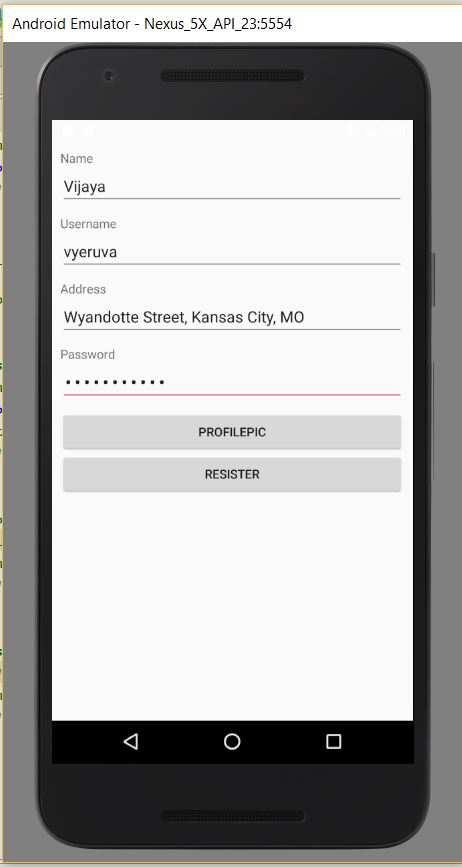 Android Emulator - Nexus_5X_API_23:5554
Name
Vijaya
Username
vyeruva
Address
Wyandotte Street, Kansas City, MO
Password
•••••••••••
PROFILEPIC
RESISTER